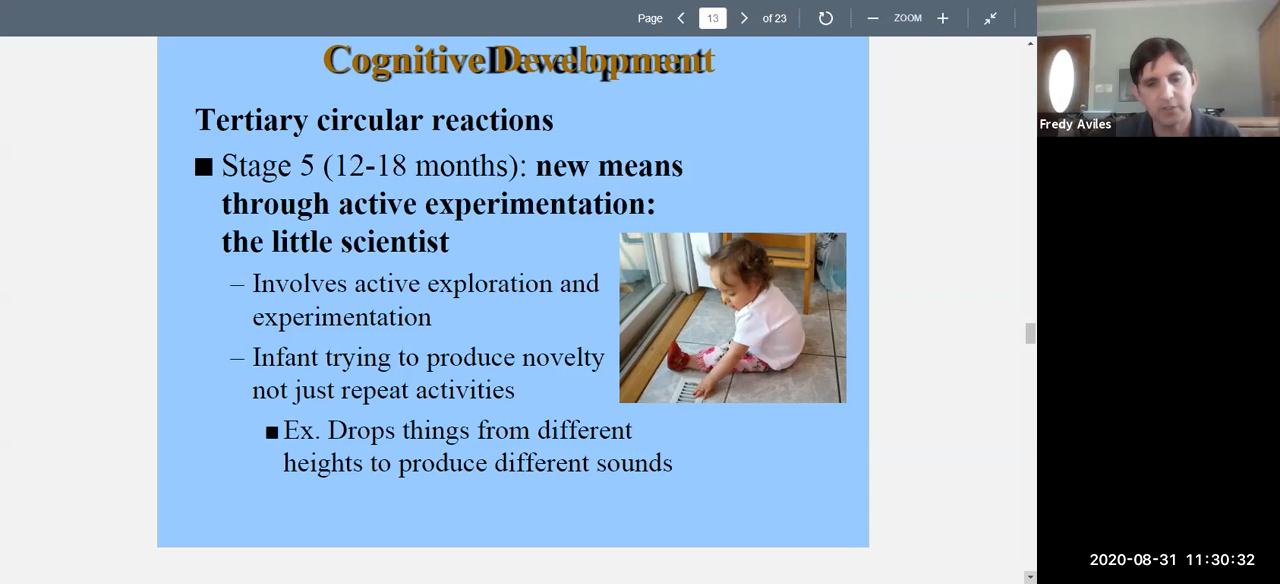 Page 13 of 23 ZOOM
Cognitive Development
Tertiary circular reactions
Stage 5 (12-18 months): new means
through active experimentation:
the little scientist
– Involves active exploration and
experimentation
– Infant trying to produce novelty
not just repeat activities
Ex. Drops things from different
heights to produce different sounds
Fredy Aviles
2020-08-31 11:30:32